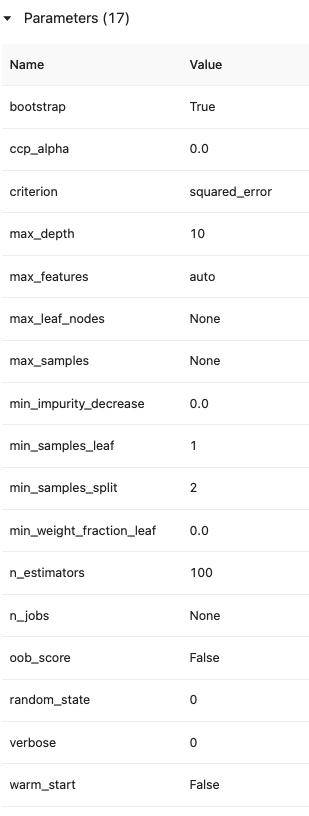 Parameters (17)
Name Value
bootstrap True
ccp_alpha 0.0
criterion squared_error
max_depth 10
max_features auto
max_leaf_nodes None
max_samples None
min_impurity_decrease 0.0
min_samples_leaf 1
min_samples_split 2
min_weight_fraction_leaf 0.0
n_estimators 100
n_jobs None
oob_score False
random_state 0
verbose 0
warm_start False